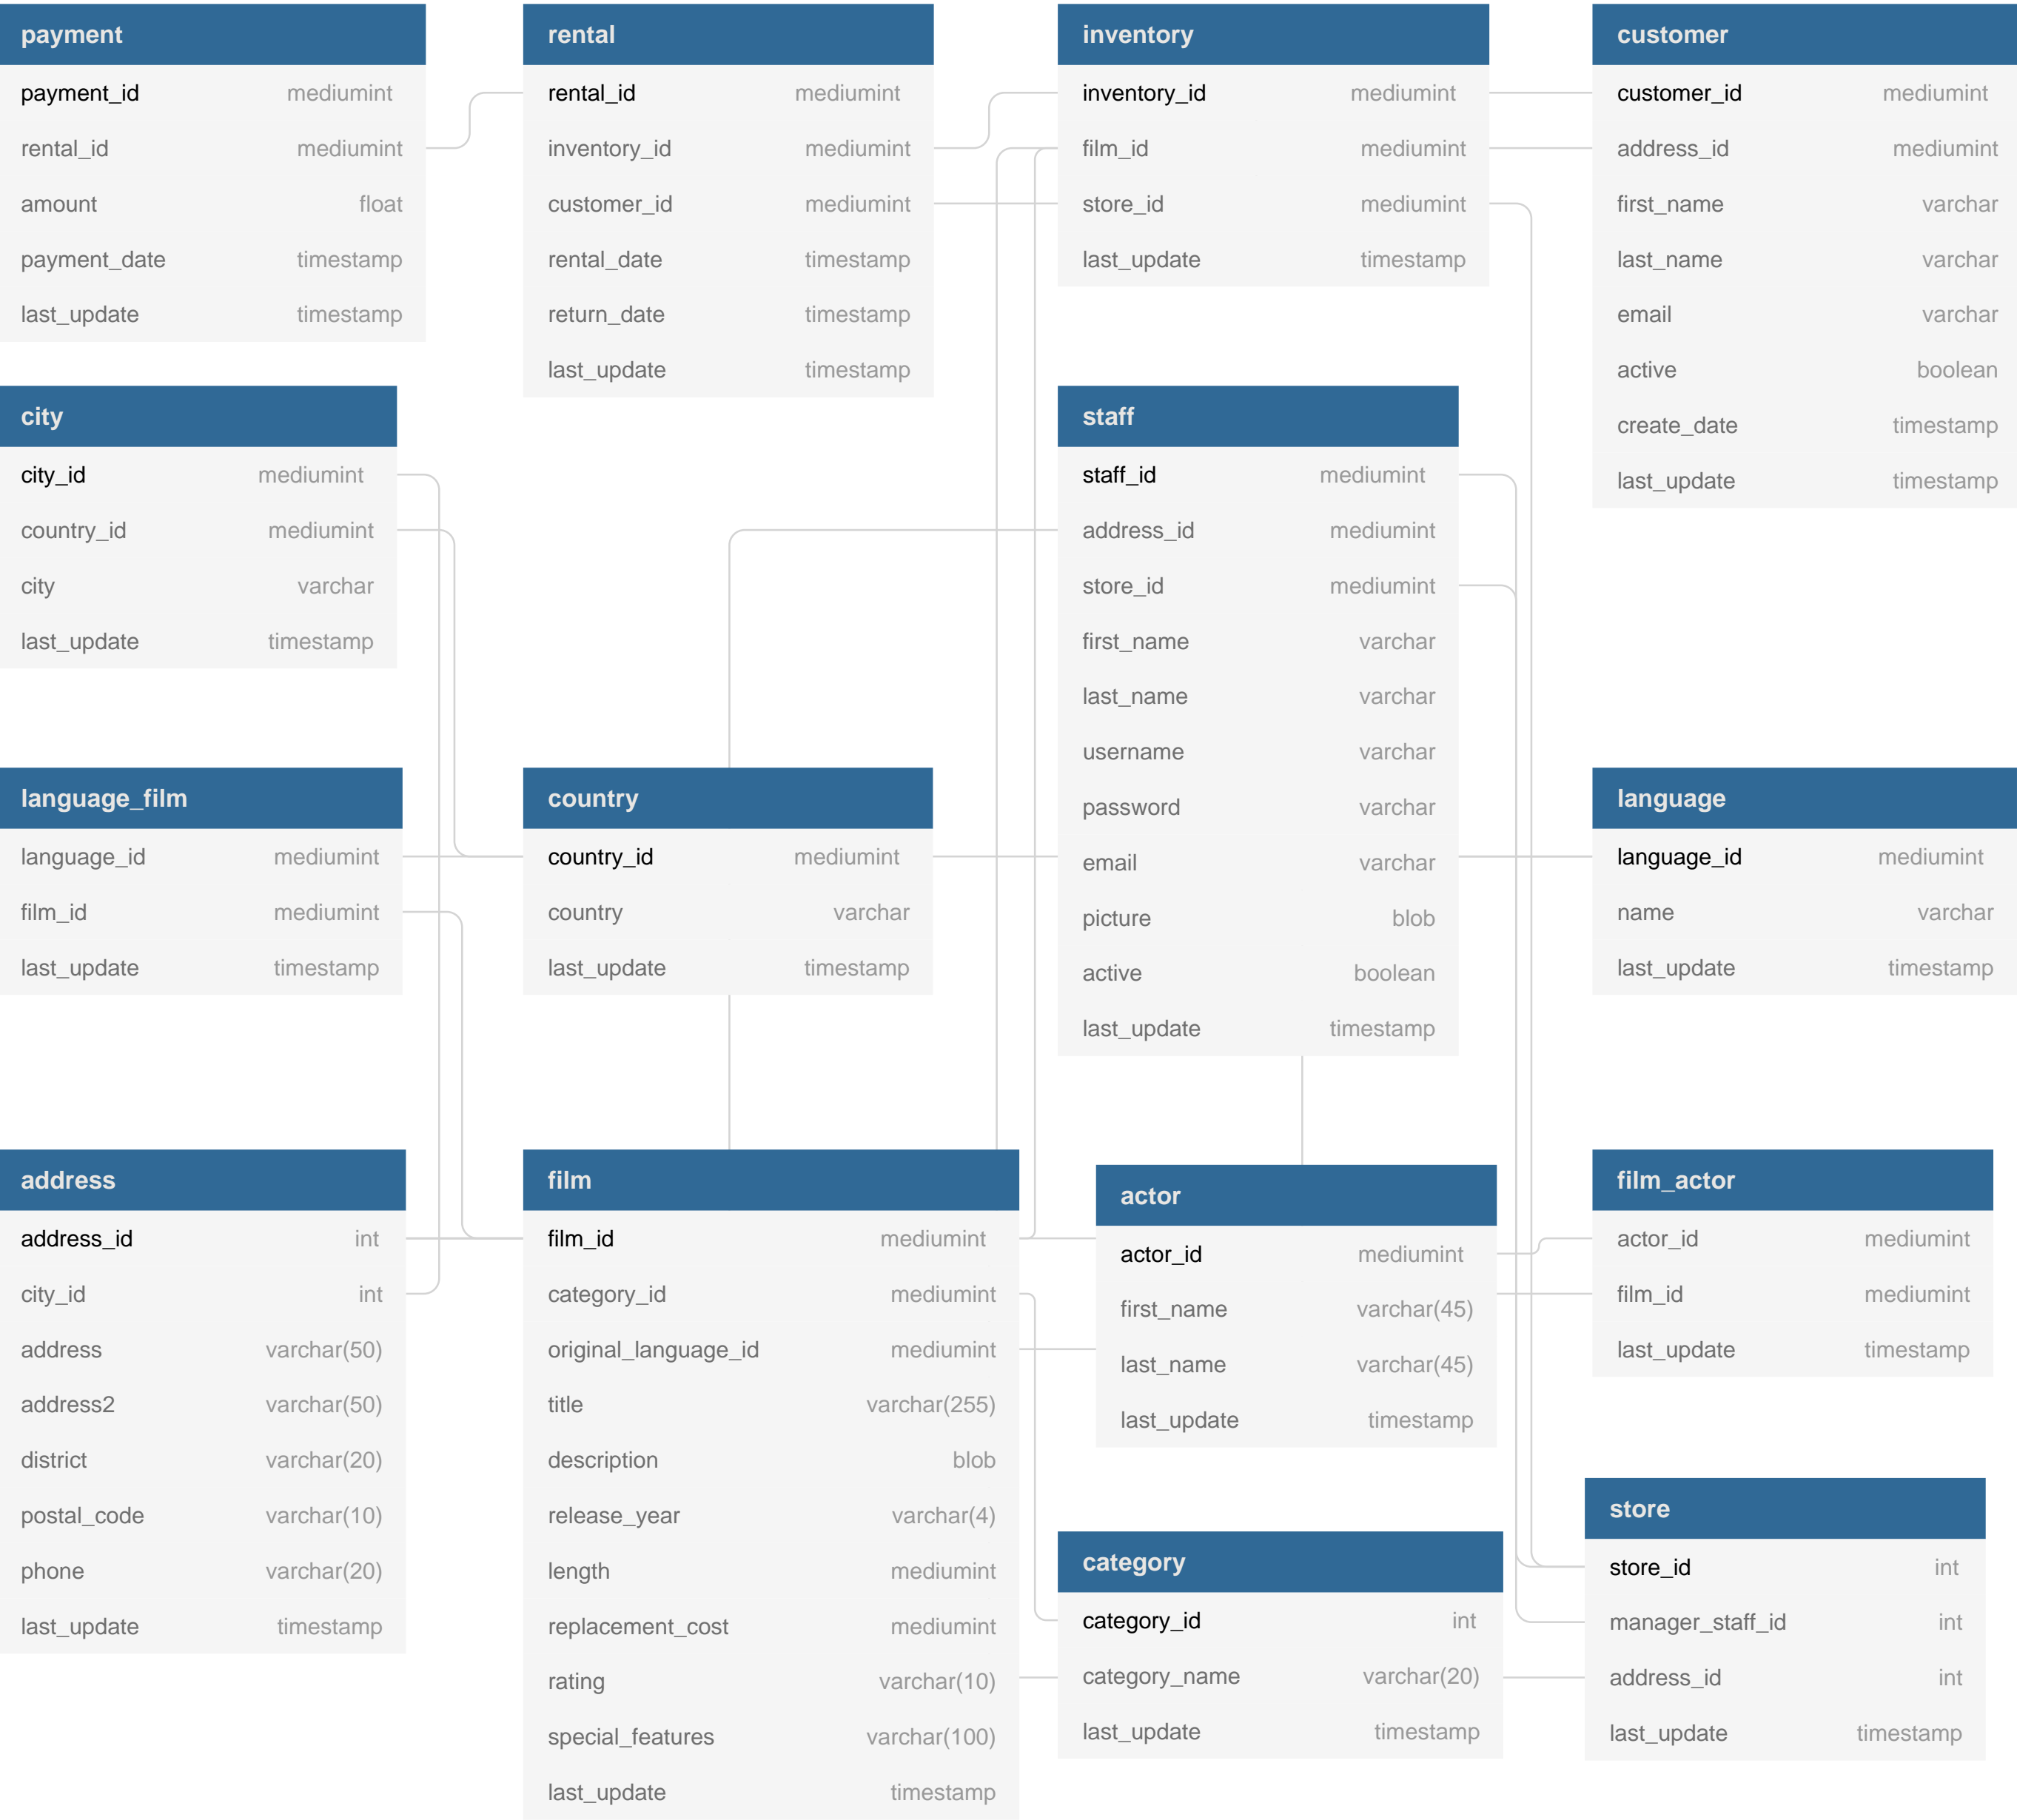 payment
payment_id mediumint
rental_id mediumint
amount float
payment_date timestamp
last_update timestamp
rental
rental_id mediumint
inventory_id mediumint
customer_id mediumint
rental_date timestamp
return_date timestamp
last_update timestamp
inventory
inventory_id mediumint
film_id mediumint
store_id mediumint
last_update timestamp
customer
customer_id mediumint
address_id mediumint
first_name varchar
last_name varchar
email varchar
active boolean
create_date timestamp
last_update timestamp
city
city_id mediumint
country_id mediumint
city varchar
last_update timestamp
staff
staff_id mediumint
address_id mediumint
store_id mediumint
first_name varchar
last_name varchar
username varchar
password varchar
email varchar
picture blob
active boolean
last_update timestamp
language_film
language_id mediumint
film_id mediumint
last_update timestamp
country
country_id mediumint
country varchar
last_update timestamp
language
language_id mediumint
name varchar
last_update timestamp
address
address_id int
city_id int
address varchar(50)
address2 varchar(50)
district varchar(20)
postal_code varchar(10)
phone varchar(20)
last_update timestamp
film
film_id mediumint
category_id mediumint
original_language_id mediumint
title varchar(255)
description blob
release_year varchar(4)
length mediumint
replacement_cost mediumint
rating varchar(10)
special_features varchar(100)
last_update timestamp
actor
actor_id mediumint
first_name varchar(45)
last_name varchar(45)
last_update timestamp
film_actor
actor_id mediumint
film_id mediumint
last_update timestamp
category
category_id int
category_name varchar(20)
last_update timestamp
store
store_id int
manager_staff_id int
address_id int
last_update timestamp